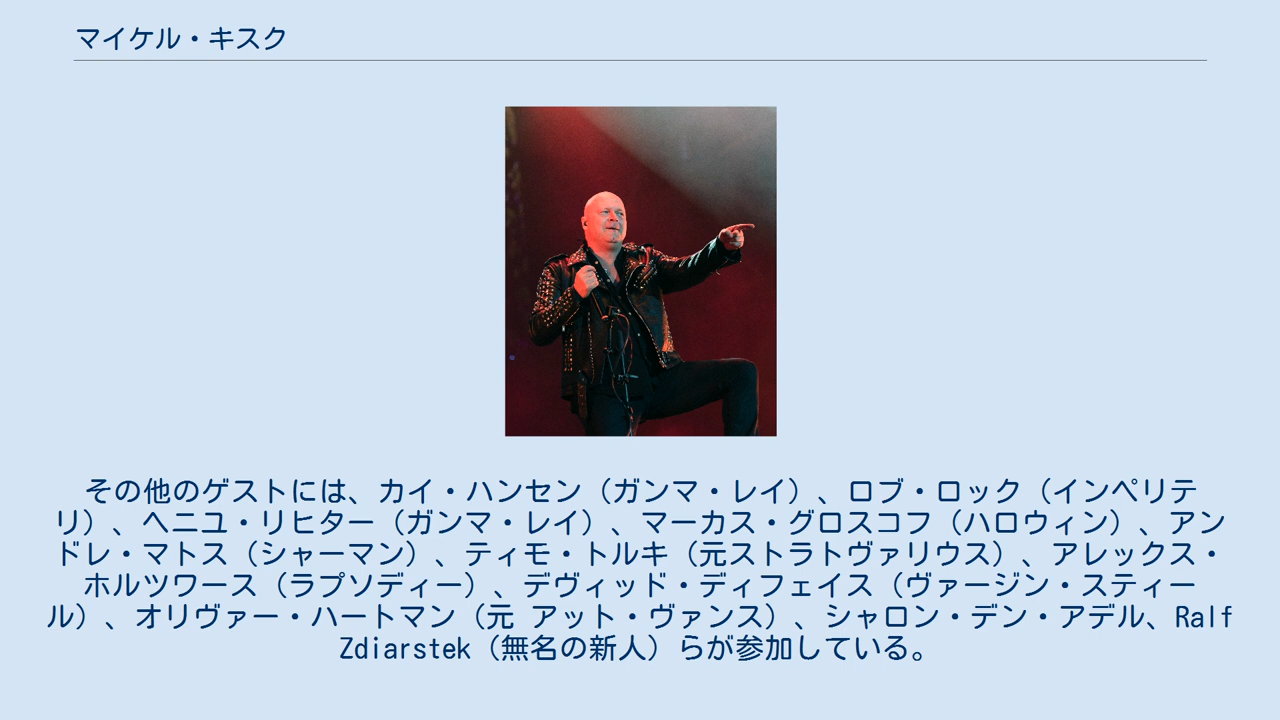 マイケル・キスク
その他のゲストには、カイ・ハンセン（ガンマ・レイ）、ロブ・ロック（インペリテ
リ）、ヘニユ・リヒター（ガンマ・レイ）、マーカス・グロスコフ（ハロウィン）、アン
ドレ・マトス（シャーマン）、ティモ・トルキ（元ストラトヴァリウス）、アレックス・
ホルツワース（ラプソディー）、デヴィッド・ディフェイス（ヴァージン・スティー
ル）、オリヴァー・ハートマン（元 アット・ヴァンス）、シャロン・デン・アデル、Ralf
Zdiarstek（無名の新人）らが参加している。